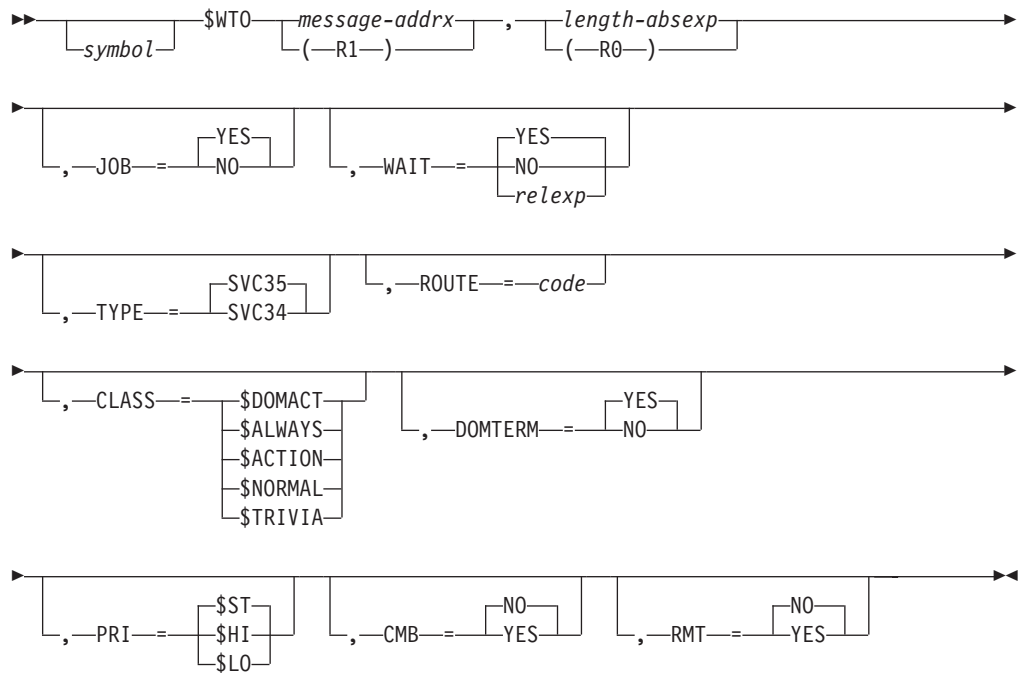 $WTO message-addrx , length-absexp
symbol ( R1 ) ( R0 )
YES YES
, JOB = NO , WAIT = NO
relexp
SVC35 , ROUTE = code
, TYPE = SVC34
, CLASS = $DOMACT YES
$ALWAYS , DOMTERM = NO
$ACTION
$NORMAL
$TRIVIA
$ST NO NO
, PRI = $HI , CMB = YES , RMT = YES
$LO